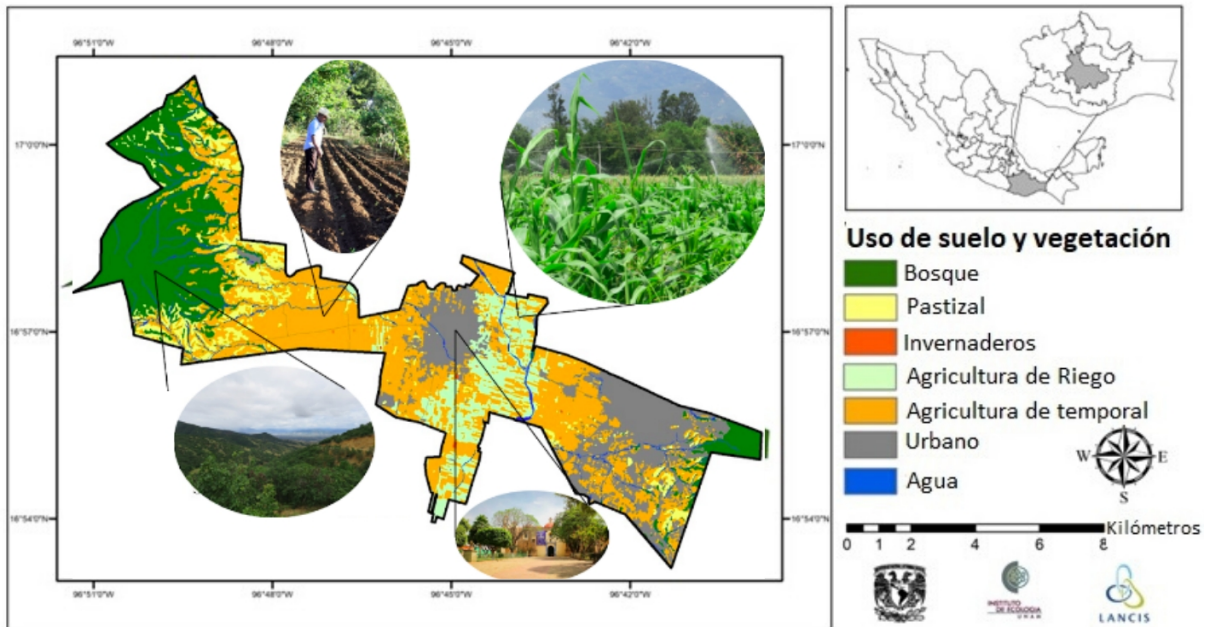 96°51'0"W 96°48'0"W 96°45'0"W 96°42'0"W
17°0'0"N 17°0'0"N
16°57'0"N 16°57'0"N
16°54'0"N 16°54'0"N
96°51'0"W 96°48'0"W 96°45'0"W 96°42'0"W
Uso de suelo y vegetación
Bosque
Pastizal
Invernaderos
Agricultura de Riego
Agricultura de temporal
Urbano
Agua
W E
S
Kilómetros
0 1 2 4 6 8
INSTITUTO
DE ECOLOGIA
UNAM
LANCIS